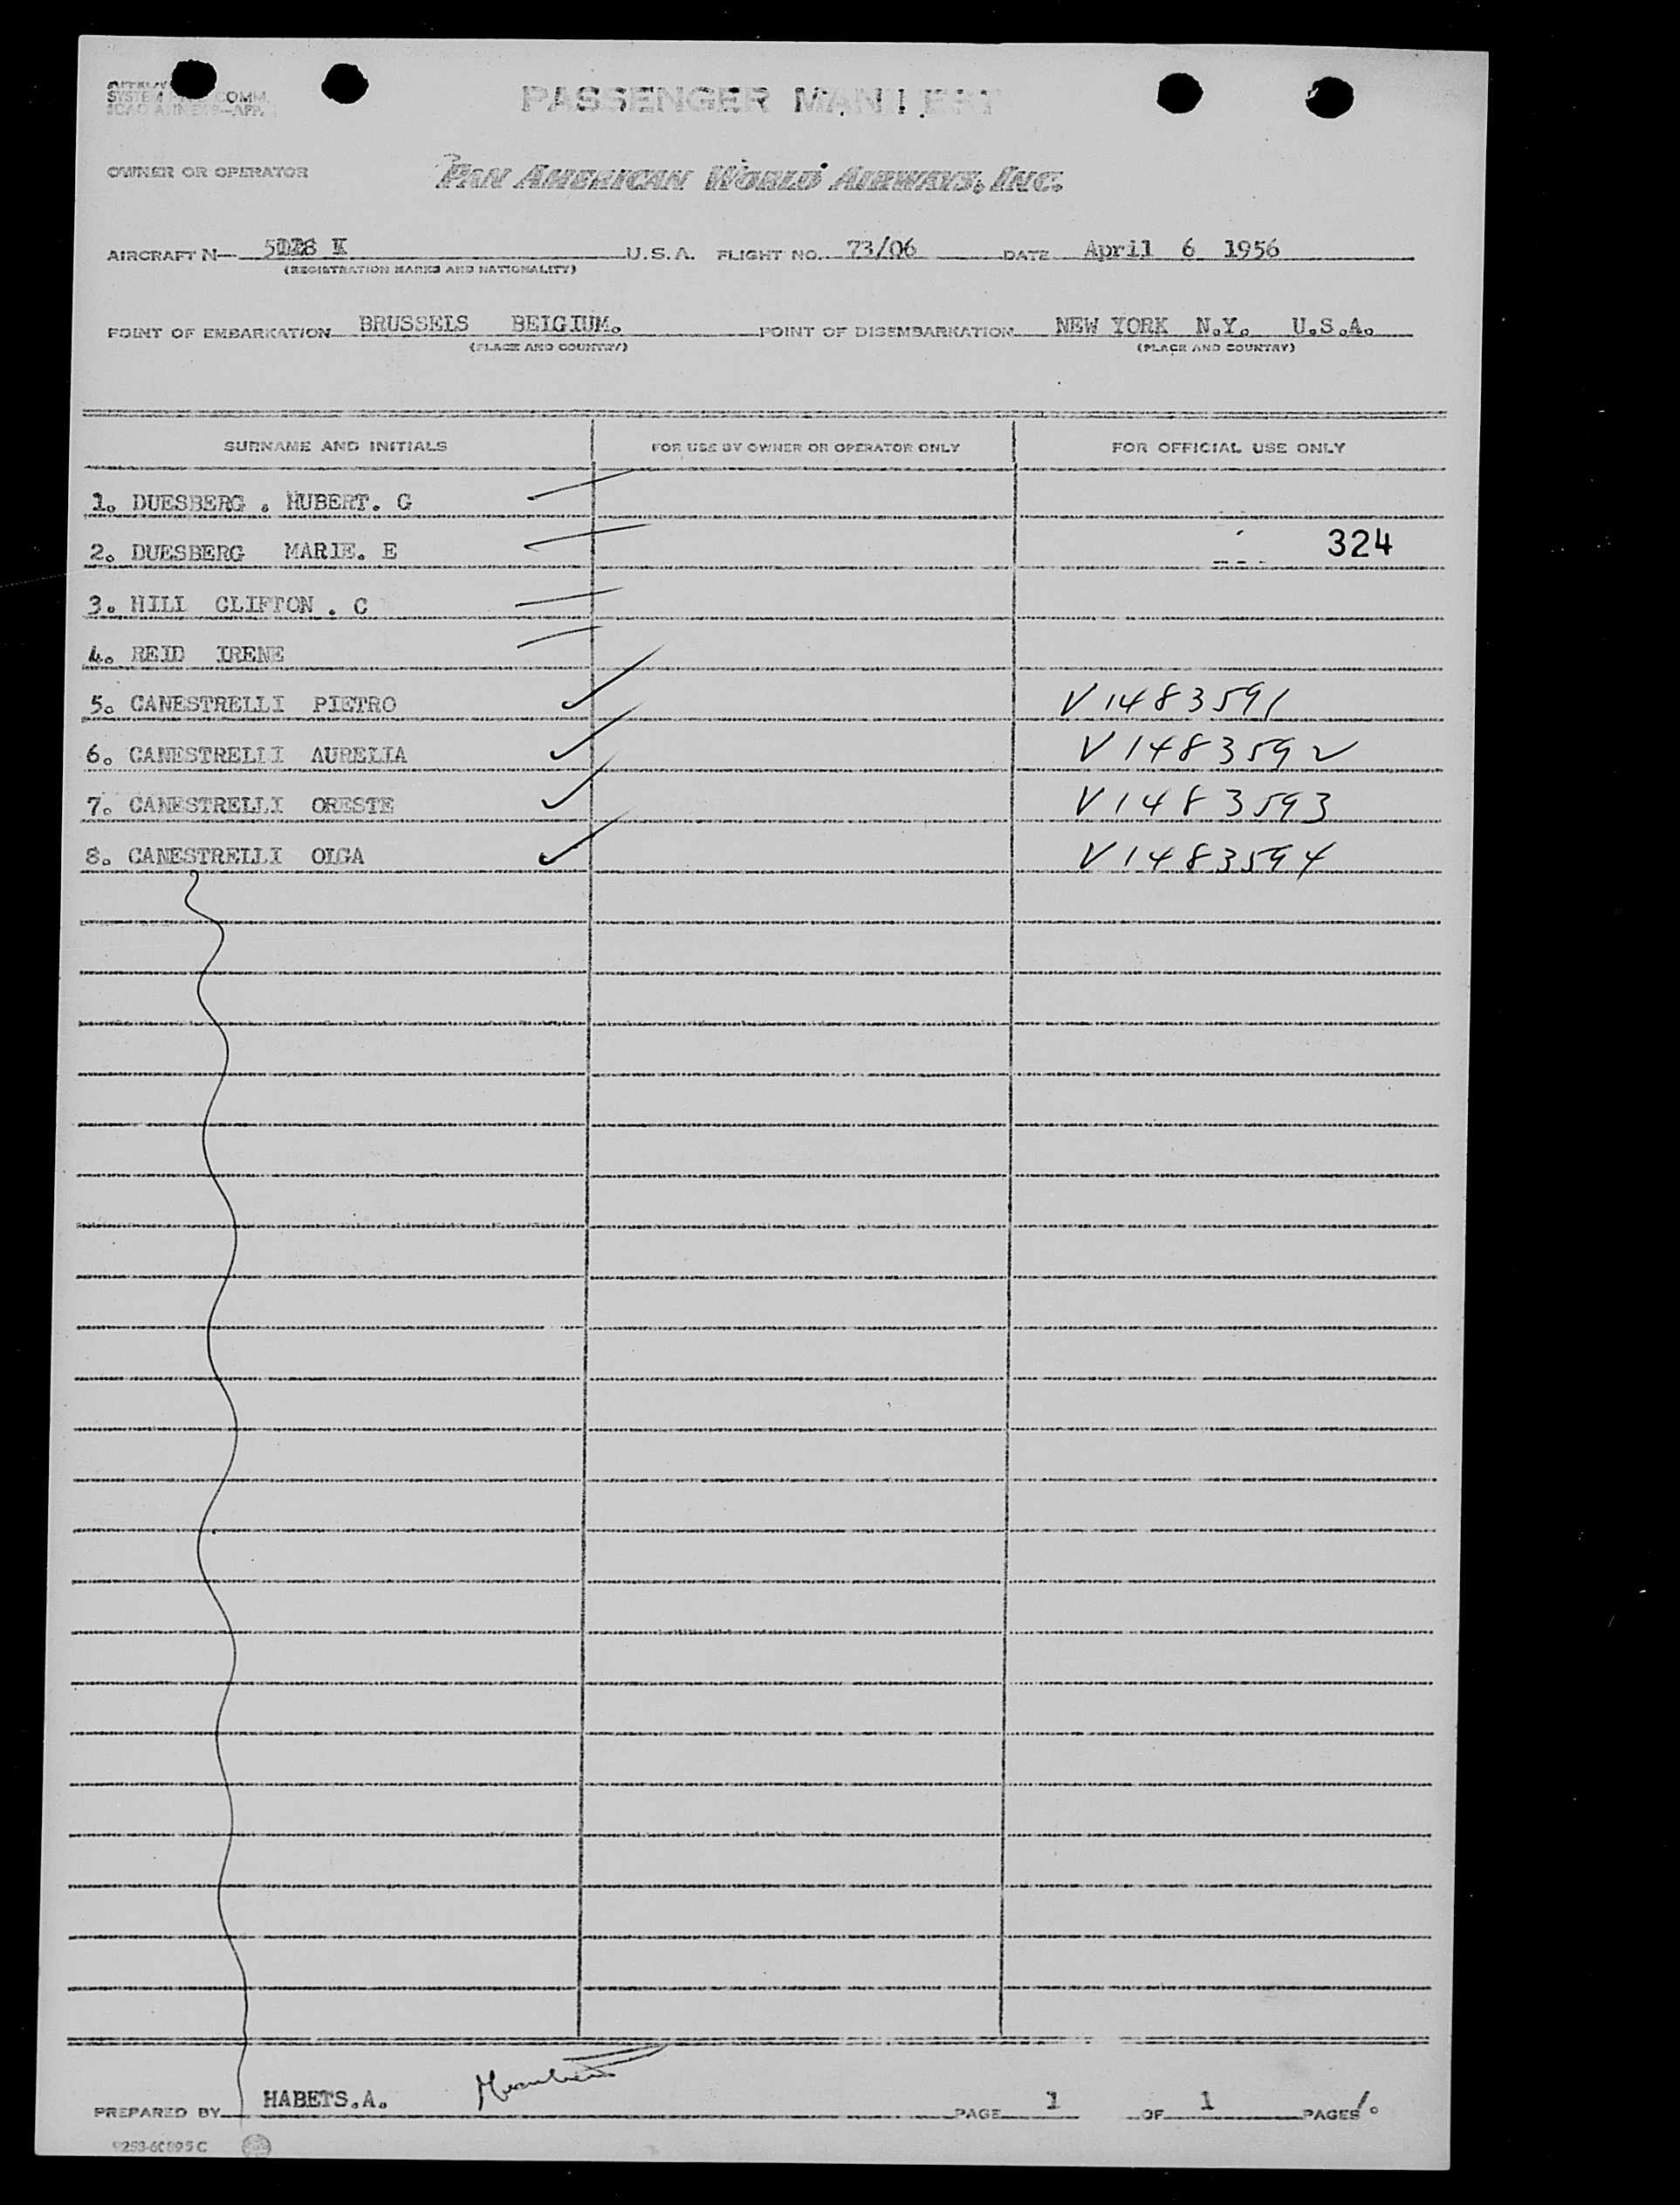 SYSTEM COMM.
PASSENGER MANIFEST
OWNER OR OPERATOR PAN AMERICAN WORLD AIRWAYS, INC.
AIRCRAFT N K U.S.A. FLIGHT NO. 73/06 DATE April 6 1956
(REGISTRATION MARKS AND NATIONALITY)
POINT OF EMBARKATION BRUSSELS BELGIUM. POINT OF DISEMBARKATION NEW YORK N.Y. U.S.A.
(PLACE AND COUNTRY) (PLACE AND COUNTRY)
SURNAME AND INITIALS FOR USE BY OWNER OR OPERATOR ONLY FOR OFFICIAL USE ONLY
1. DUESBERG . HUBERT. G
2. DUESBERG MARIE. E 324
3. HILL CLIFTON . C
4. REID IRENE
5. CANESTRELLI PIETRO V1483591
6. CANESTRELLI AURELIA V1483592
7. CANESTRELLI ORESTE V1483593
8. CANESTRELLI OLGA V1483594
PREPARED BY HABETS.A. PAGE 1 OF 1 PAGES